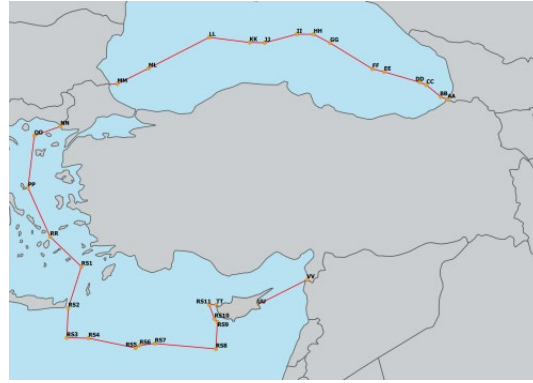 LL
KK
JJ
II
HH
GG
FF
EE
DD
CC
BB
AA
ML
MM
NN
OO
PP
RR
RS1
RS2
RS3
RS4
RS5
RS6
RS7
RS8
RS9
RS10
RS11
TT
UU
VV